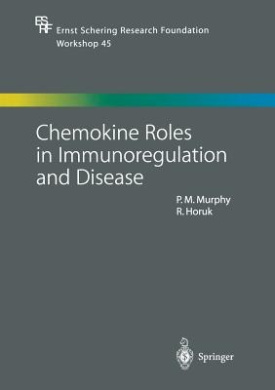 ESRF Ernst Schering Research Foundation
Workshop 45
Chemokine Roles
in Immunoregulation
and Disease
P. M. Murphy
R. Horuk
Springer